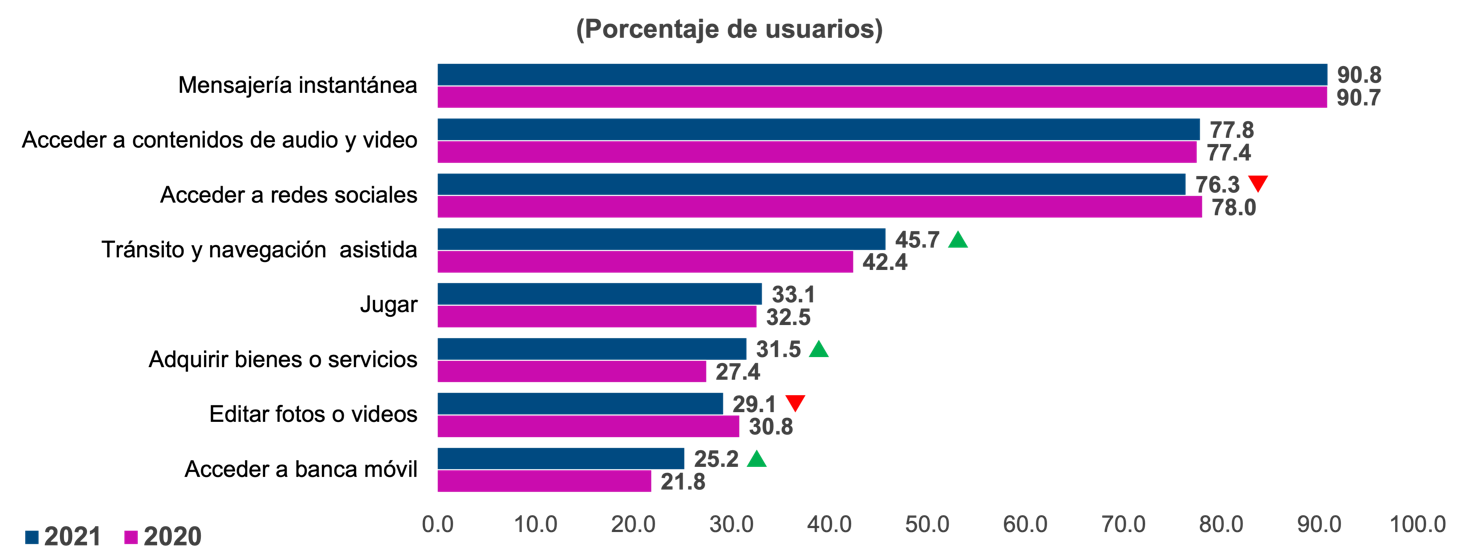 (Porcentaje de usuarios)
Mensajería instantánea
90.8
90.7
Acceder a contenidos de audio y video
77.8
77.4
Acceder a redes sociales
76.3
78.0
Tránsito y navegación  asistida
45.7
42.4
Jugar
33.1
32.5
Adquirir bienes o servicios
31.5
27.4
Editar fotos o videos
29.1
30.8
Acceder a banca móvil
25.2
21.8
0.0 10.0 20.0 30.0 40.0 50.0 60.0 70.0 80.0 90.0 100.0
2021 2020